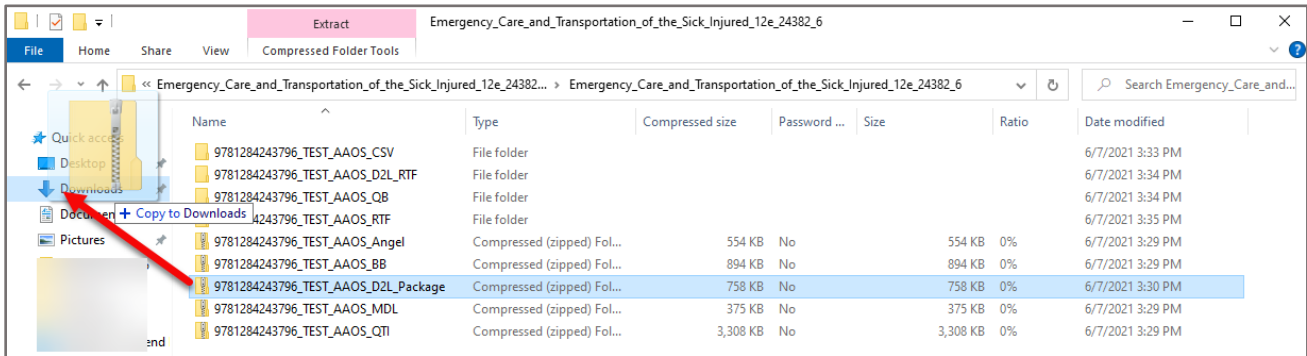 Extract Emergency_Care_and_Transportation_of_the_Sick_Injured_12e_24382_6
File Home Share View Compressed Folder Tools
« Emergency_Care_and_Transportation_of_the_Sick_Injured_12e_24382... > Emergency_Care_and_Transportation_of_the_Sick_Injured_12e_24382_6 Search Emergency_Care_and...
Name Type Compressed size Password ... Size Ratio Date modified
Quick access
9781284243796_TEST_AAOS_CSV File folder 6/7/2021 3:33 PM
Desktop
9781284243796_TEST_AAOS_D2L_RTF File folder 6/7/2021 3:34 PM
Downloads
9781284243796_TEST_AAOS_QB File folder 6/7/2021 3:34 PM
Documen + Copy to Downloads
9781284243796_TEST_AAOS_RTF File folder 6/7/2021 3:35 PM
Pictures
9781284243796_TEST_AAOS_Angel Compressed (zipped) Fol... 554 KB No 554 KB 0% 6/7/2021 3:29 PM
9781284243796_TEST_AAOS_BB Compressed (zipped) Fol... 894 KB No 894 KB 0% 6/7/2021 3:29 PM
9781284243796_TEST_AAOS_D2L_Package Compressed (zipped) Fol... 758 KB No 758 KB 0% 6/7/2021 3:30 PM
9781284243796_TEST_AAOS_MDL Compressed (zipped) Fol... 375 KB No 375 KB 0% 6/7/2021 3:29 PM
9781284243796_TEST_AAOS_QTI Compressed (zipped) Fol... 3,308 KB No 3,308 KB 0% 6/7/2021 3:29 PM
end